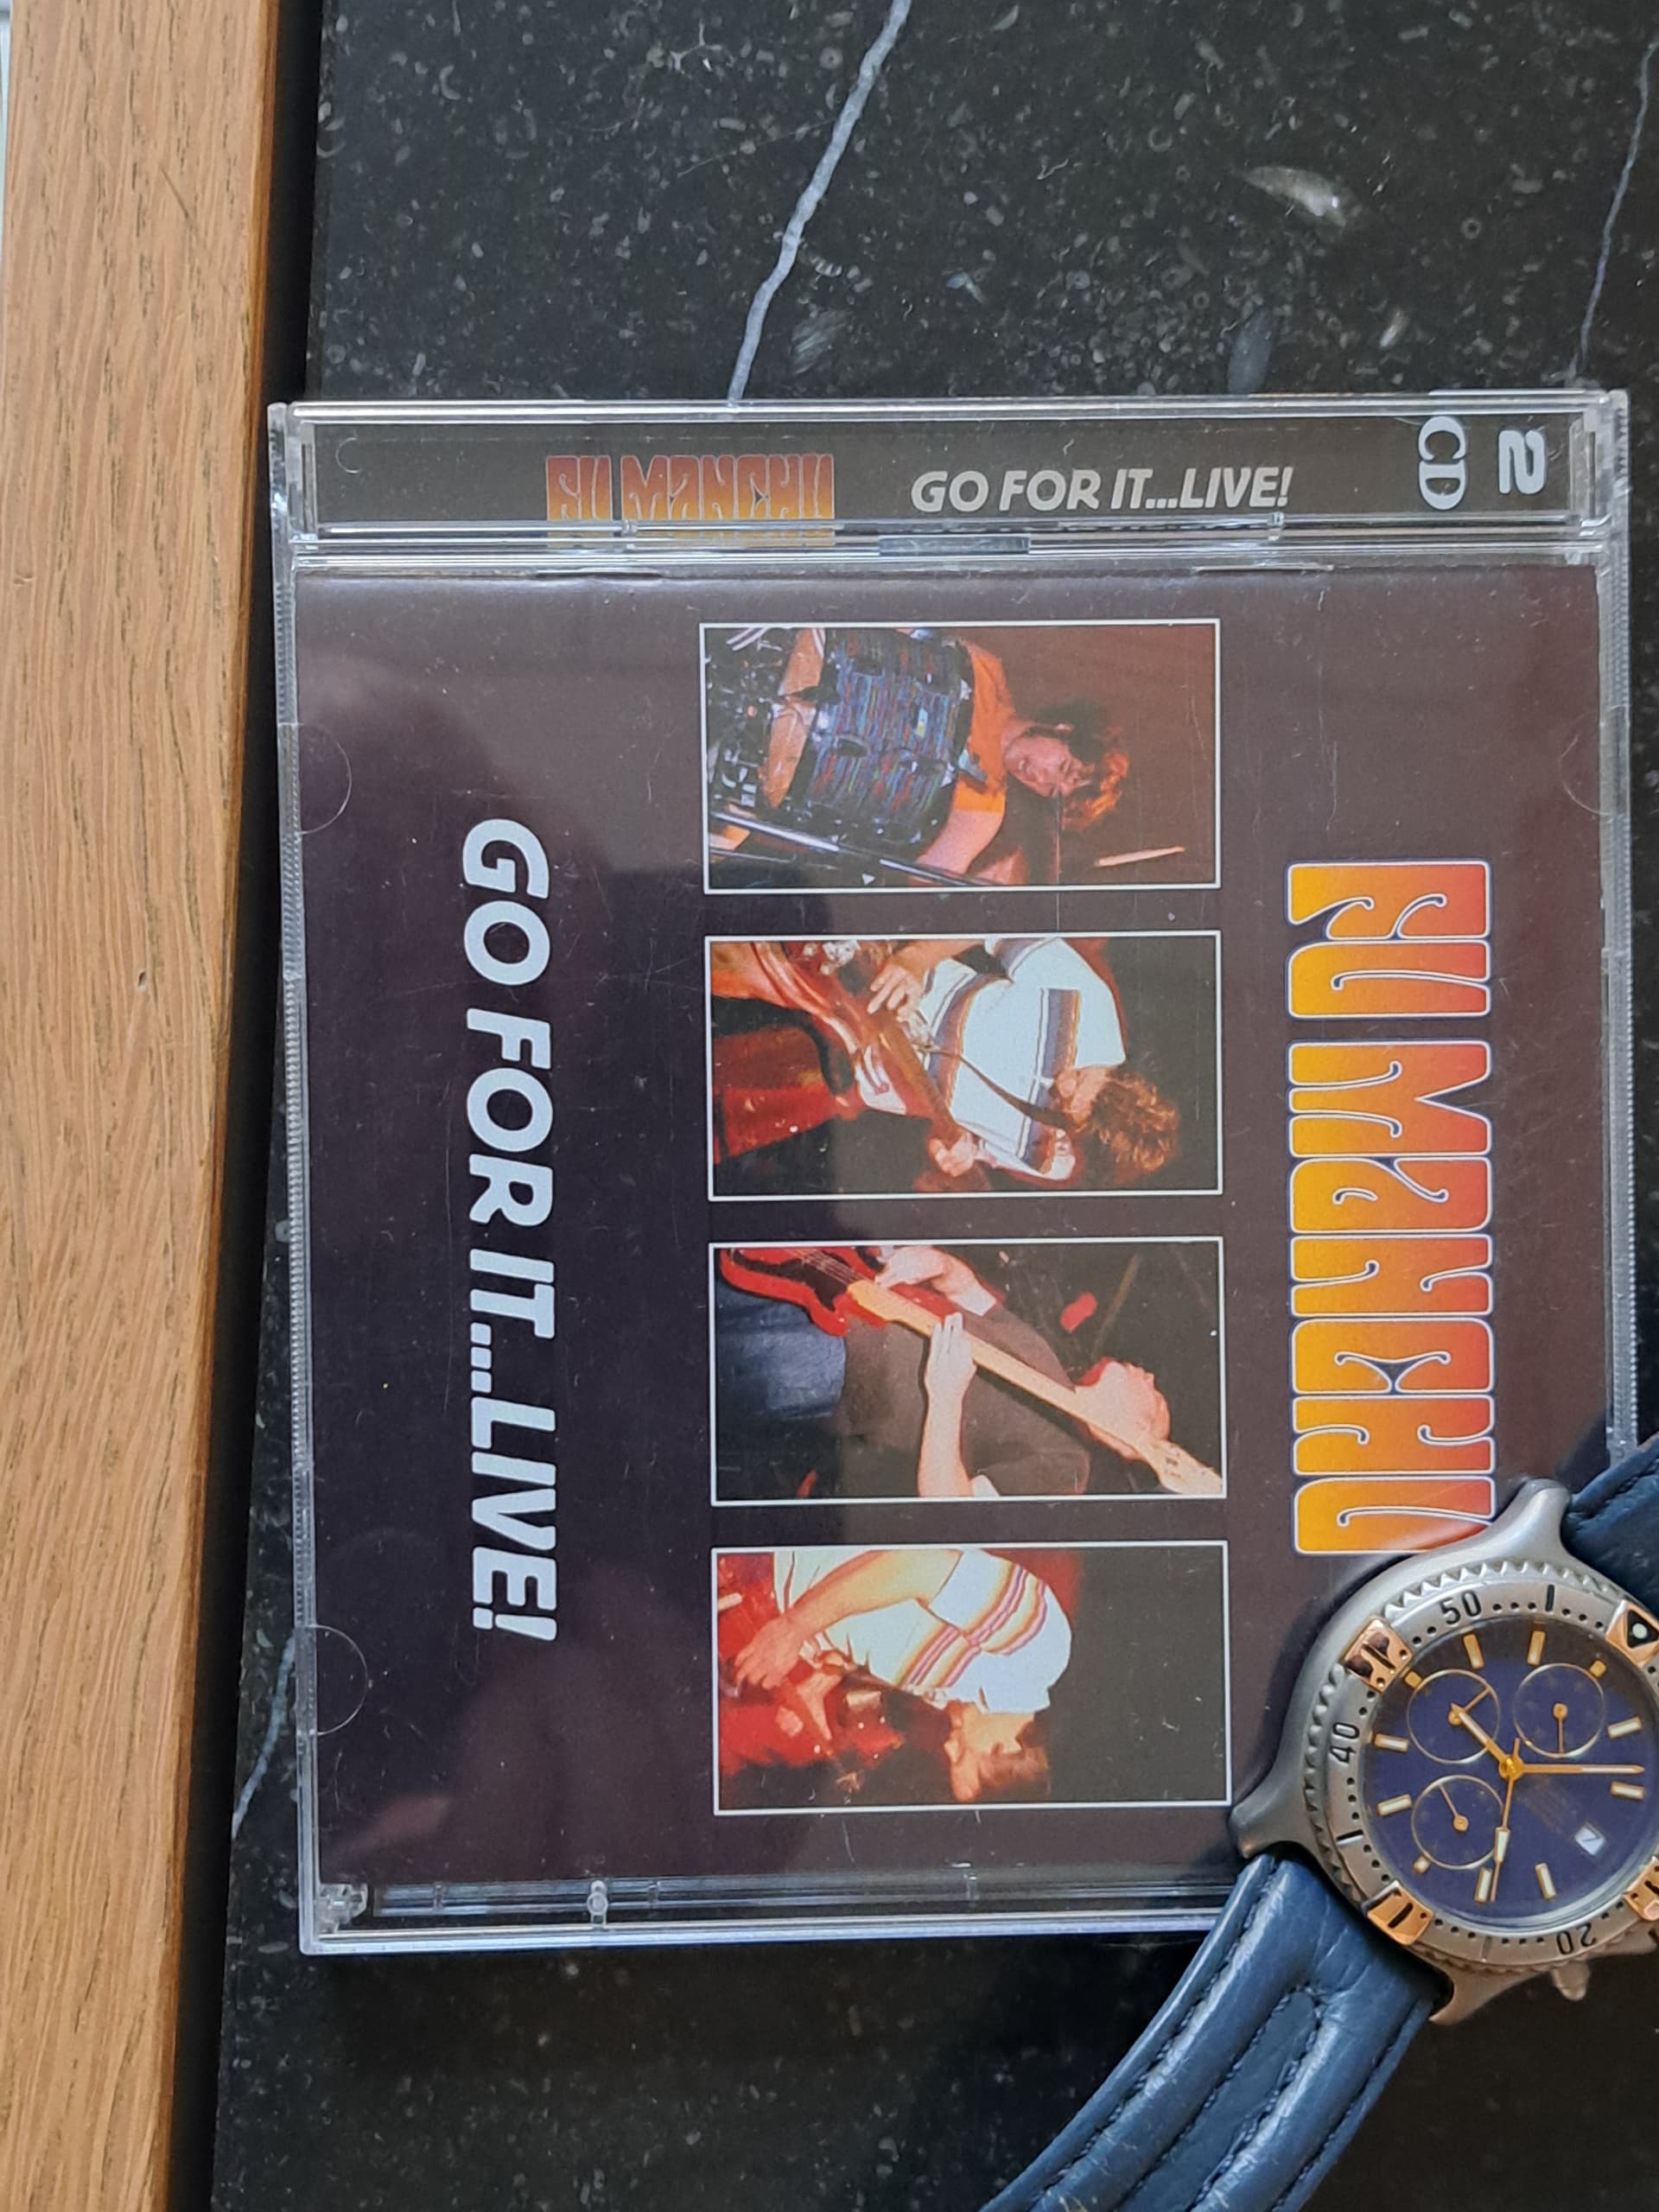 FU MANCHU
GO FOR IT...LIVE!
2
CD
FU MANCHU
GO FOR IT...LIVE!
50
40
20